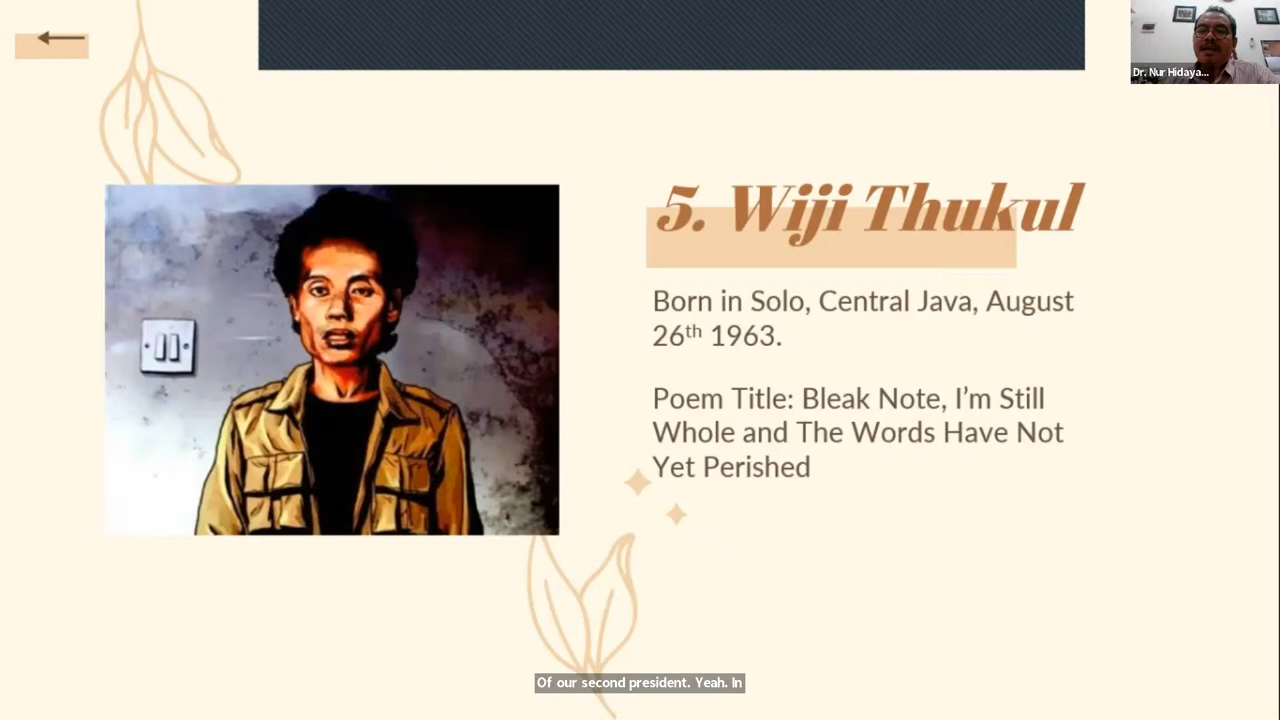 Dr. Nur Hidaya...
5. Wiji Thukul
Born in Solo, Central Java, August
26th 1963.
Poem Title: Bleak Note, I'm Still
Whole and The Words Have Not
Yet Perished
Of our second president. Yeah. In